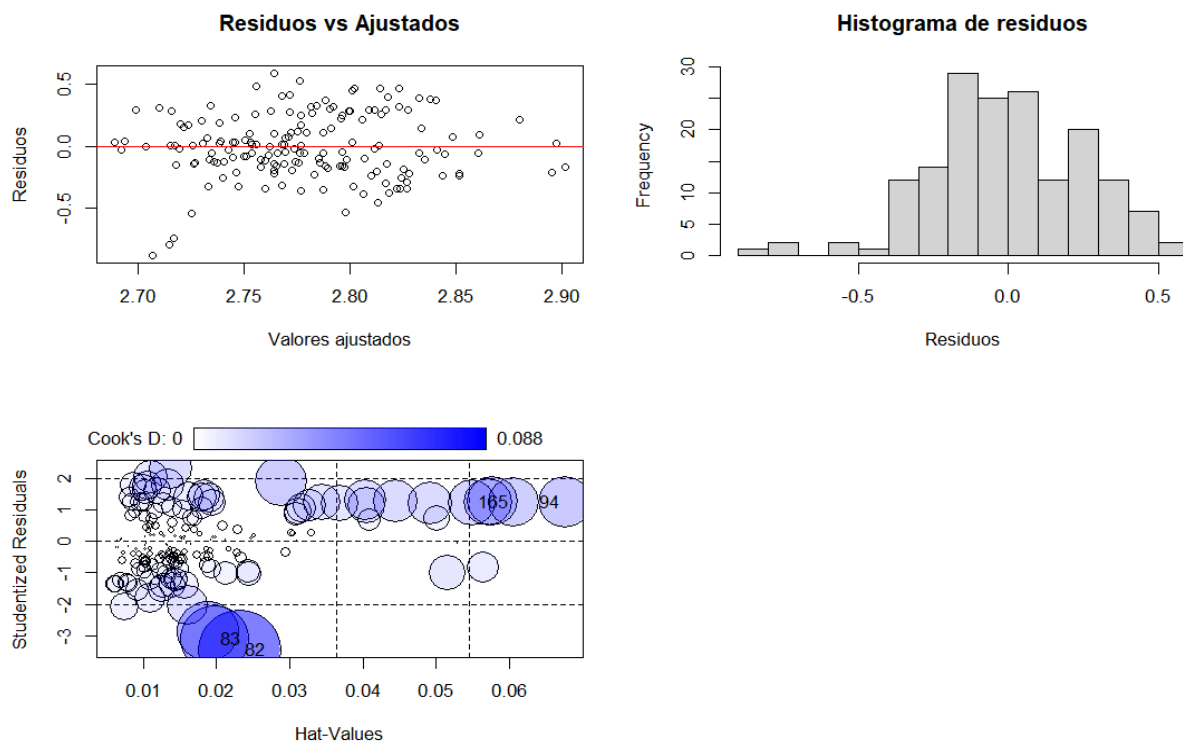 Residuos vs Ajustados
Residuos
0.5
0.0
-0.5
2.70 2.75 2.80 2.85 2.90
Valores ajustados
Histograma de residuos
Frequency
30
20
10
5
0
-0.5 0.0 0.5
Residuos
Cook's D: 0 0.088
Studentized Residuals
2
1
0
-1
-2
-3
165 94
83
82
0.01 0.02 0.03 0.04 0.05 0.06
Hat-Values